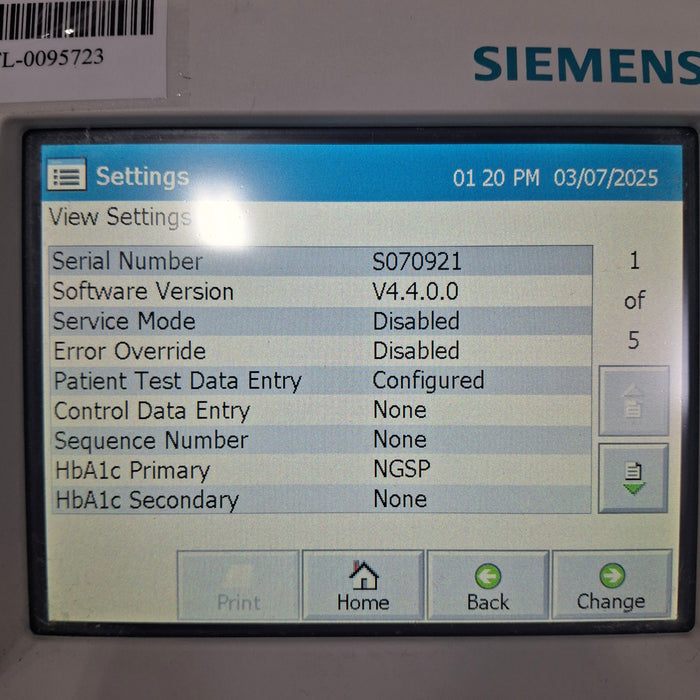 TL-0095723
SIEMENS
Settings 01 20 PM 03/07/2025
View Settings
Serial Number S070921
Software Version V4.4.0.0
Service Mode Disabled
Error Override Disabled
Patient Test Data Entry Configured
Control Data Entry None
Sequence Number None
HbA1c Primary NGSP
HbA1c Secondary None
1
of
5
Print Home Back Change